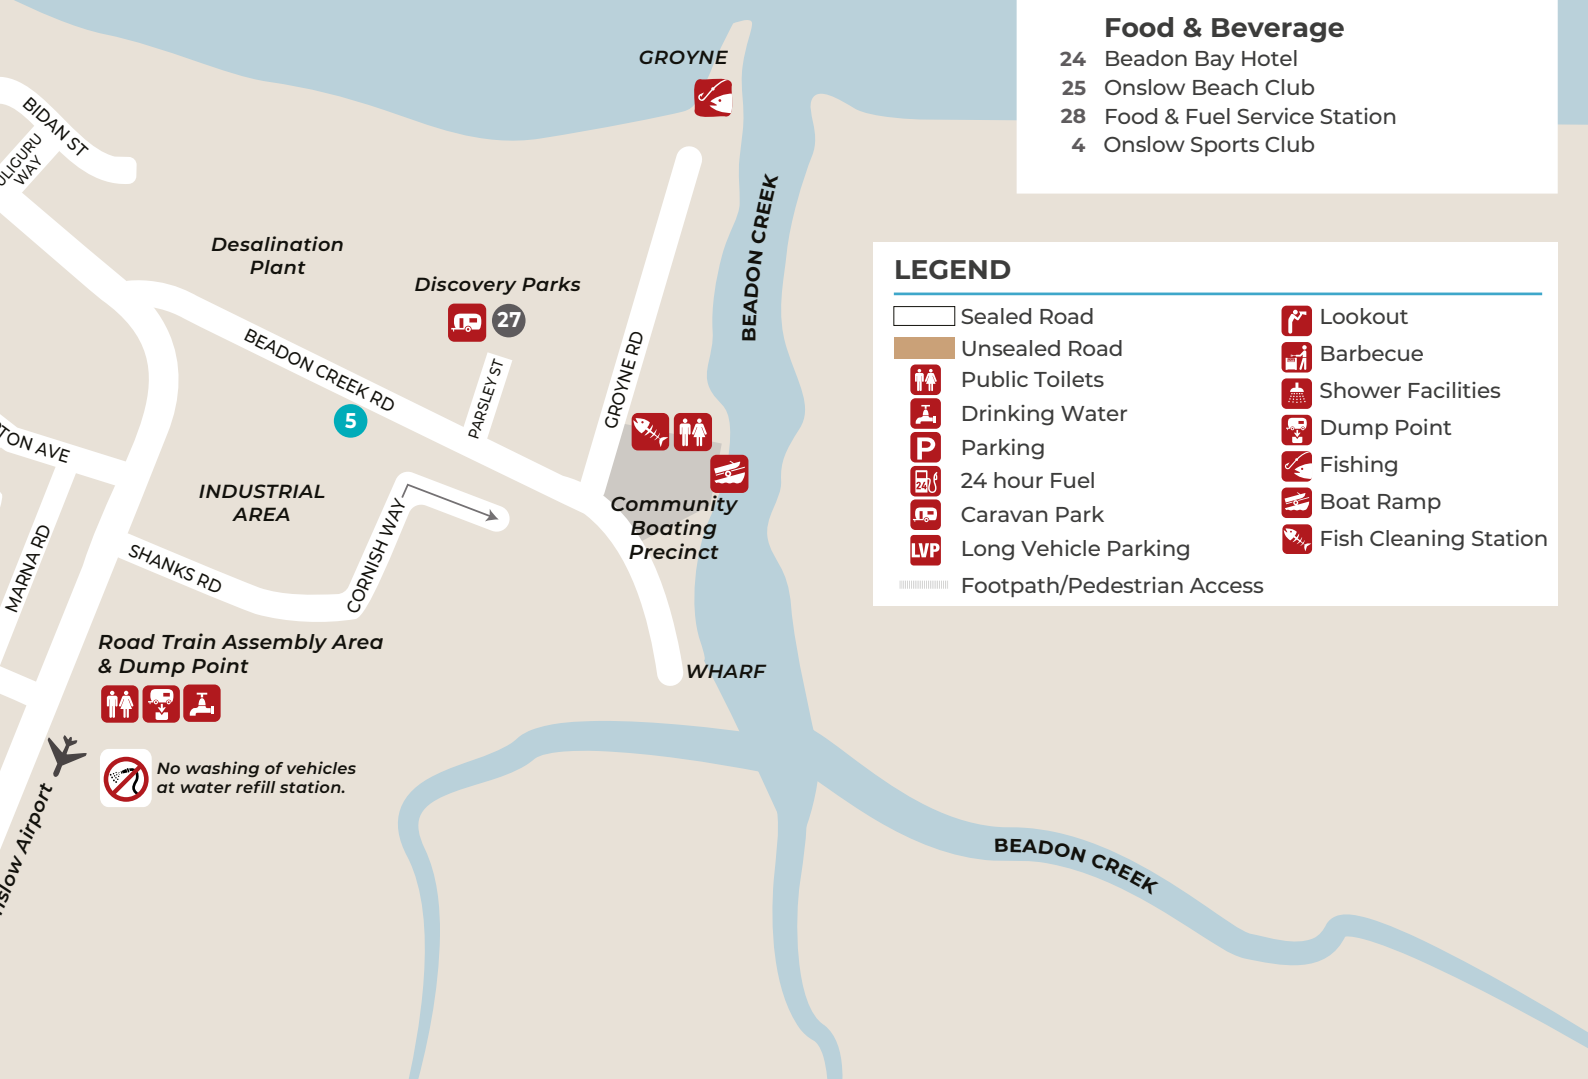 GROYNE
BIDAN ST
WAY
BEADON CREEK
Desalination
Plant
Discovery Parks
27
BEADON CREEK RD
PARSLEY ST
GROYNE RD
5
INDUSTRIAL
AREA
CORNISH WAY
Community
Boating
Precinct
MARNA RD
SHANKS RD
Road Train Assembly Area
& Dump Point
WHARF
No washing of vehicles
at water refill station.
Airport
BEADON CREEK
Food & Beverage
24 Beadon Bay Hotel
25 Onslow Beach Club
28 Food & Fuel Service Station
4 Onslow Sports Club
LEGEND
Sealed Road
Unsealed Road
Public Toilets
Drinking Water
P Parking
24 24 hour Fuel
Caravan Park
LVP Long Vehicle Parking
Footpath/Pedestrian Access
Lookout
Barbecue
Shower Facilities
Dump Point
Fishing
Boat Ramp
Fish Cleaning Station
AVE